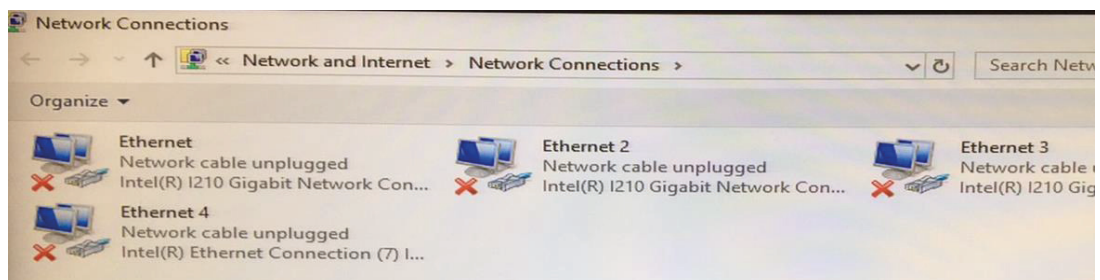 Network Connections
« Network and Internet > Network Connections >
Search Netw
Organize
Ethernet
Network cable unplugged
Intel(R) I210 Gigabit Network Con...
Ethernet 2
Network cable unplugged
Intel(R) I210 Gigabit Network Con...
Ethernet 3
Network cable
Intel(R) I210 Gig
Ethernet 4
Network cable unplugged
Intel(R) Ethernet Connection (7) I...